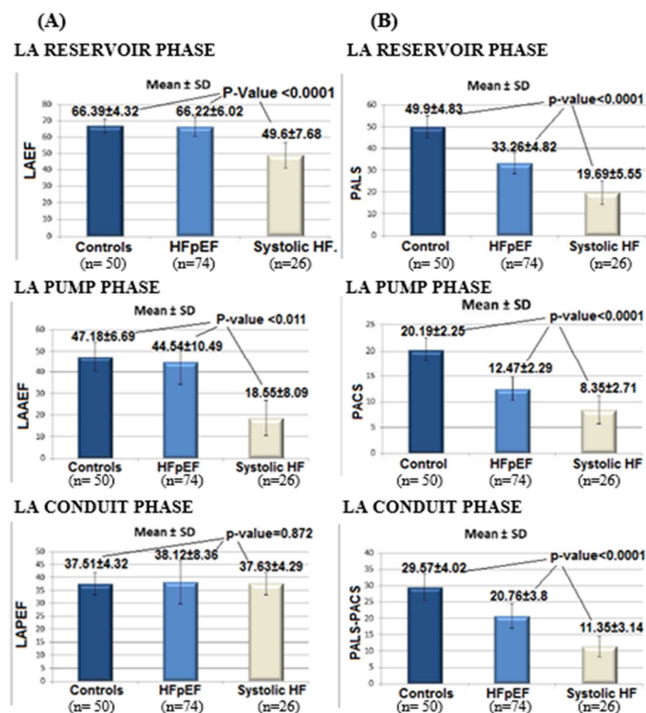 (A)
LA RESERVOIR PHASE
Mean ± SD
P-Value <0.0001
66.39±4.32 66.22±6.02 49.6±7.68
LAEF
80
70
60
50
40
30
20
10
0
Controls HFpEF Systolic HF.
(n= 50) (n=74) (n=26)
LA PUMP PHASE
Mean ± SD
P-value <0.011
47.18±6.69 44.54±10.49 18.55±8.09
LAAEF
60
50
40
30
20
10
0
Controls HFpEF Systolic HF
(n= 50) (n=74) (n=26)
LA CONDUIT PHASE
Mean ± SD
p-value=0.872
37.51±4.32 38.12±8.36 37.63±4.29
LAPEF
50
45
40
35
30
25
20
15
10
5
0
Controls HFpEF Systolic HF
(n= 50) (n=74) (n=26)
(B)
LA RESERVOIR PHASE
Mean ± SD
p-value<0.0001
49.9±4.83 33.26±4.82 19.69±5.55
PALS
60
50
40
30
20
10
0
Control HFpEF Systolic HF
(n= 50) (n=74) (n=26)
LA PUMP PHASE
Mean ± SD
p-value<0.0001
20.19±2.25 12.47±2.29 8.35±2.71
PACS
25
20
15
10
5
0
Control HFpEF Systolic HF
(n= 50) (n=74) (n=26)
LA CONDUIT PHASE
Mean ± SD
p-value<0.0001
29.57±4.02 20.76±3.8 11.35±3.14
PALS-PACS
40
35
30
25
20
15
10
5
0
Controls HFpEF Systolic HF
(n= 50) (n=74) (n=26)